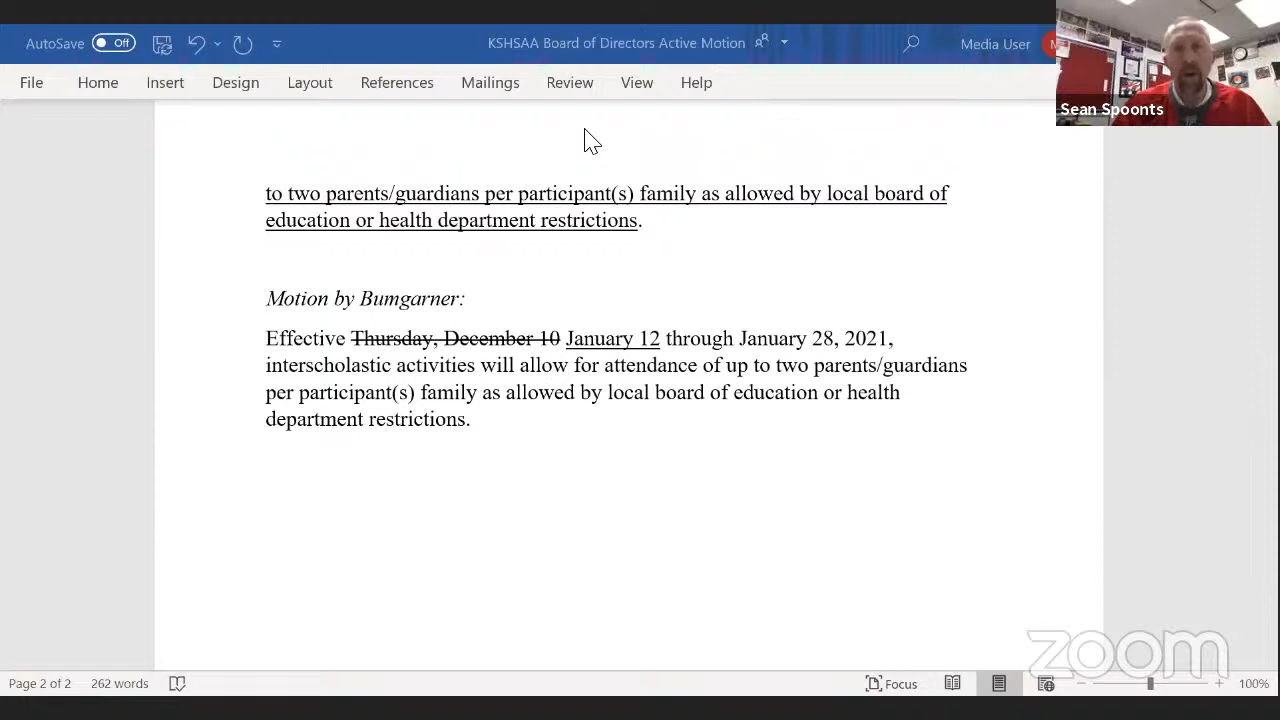 AutoSave Off KSHSAA Board of Directors Active Motion Media User
Sean Spoonts
File Home Insert Design Layout References Mailings Review View Help
to two parents/guardians per participant(s) family as allowed by local board of
education or health department restrictions.
Motion by Bumgarner:
Effective Thursday, December 10 January 12 through January 28, 2021,
interscholastic activities will allow for attendance of up to two parents/guardians
per participant(s) family as allowed by local board of education or health
department restrictions.
zoom
Page 2 of 2 262 words Focus 100%